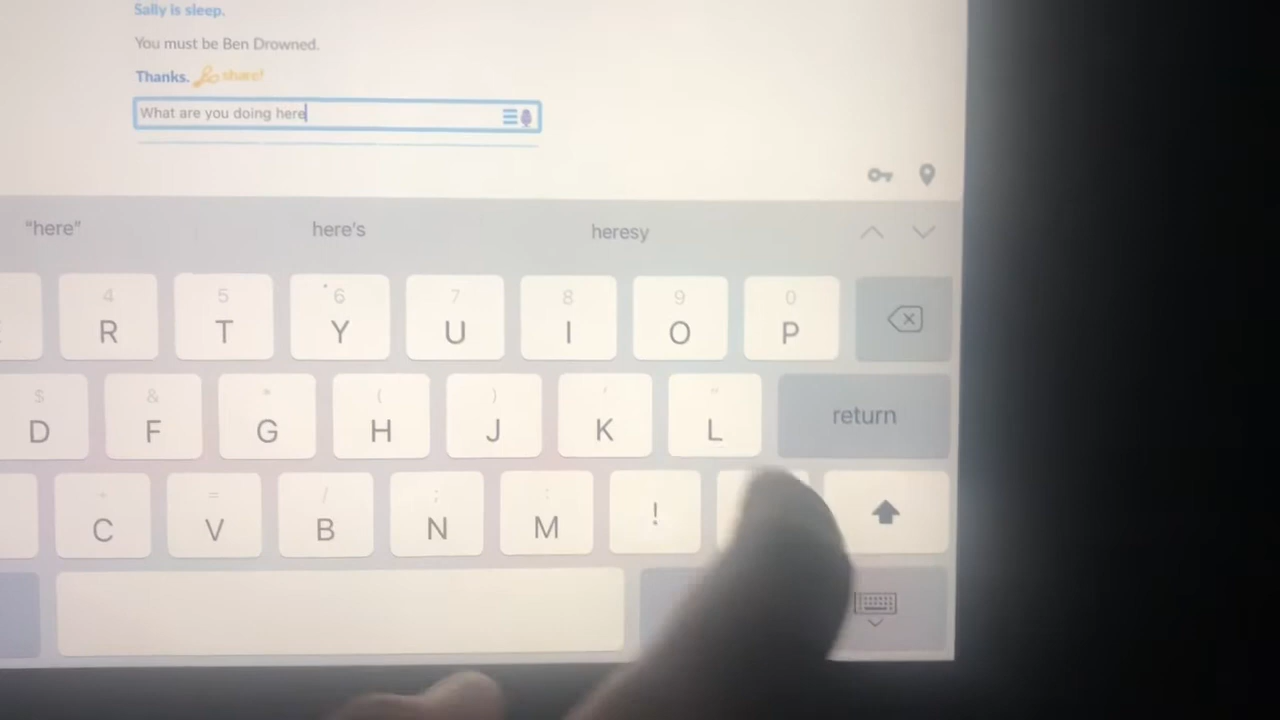 Sally is sleep.
You must be Ben Drowned.
Thanks. share!
What are you doing here
"here" here's heresy
4 5 6 7 8 9 0
R T Y U I O P
$ & * ( ) ' "
D F G H J K L return
+ = / ; :
C V B N M !